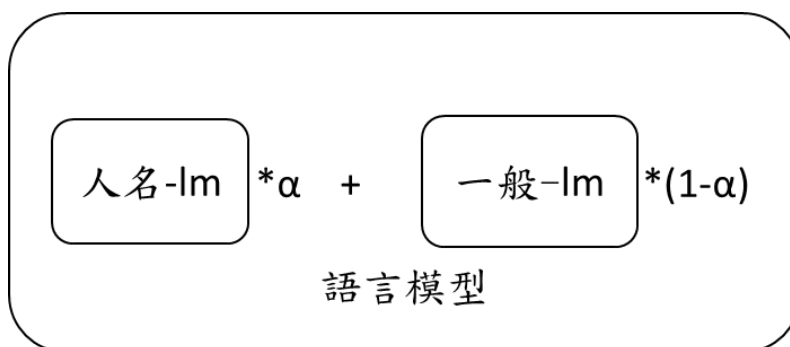 人名-lm *α + 一般-lm *(1-α)
語言模型